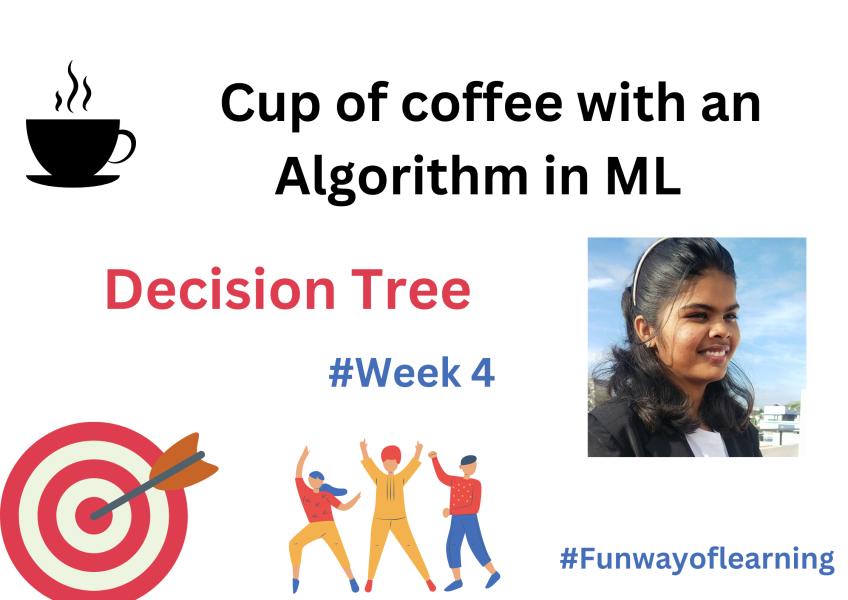 Cup of coffee with an
Algorithm in ML
Decision Tree
#Week 4
#Funwayoflearning